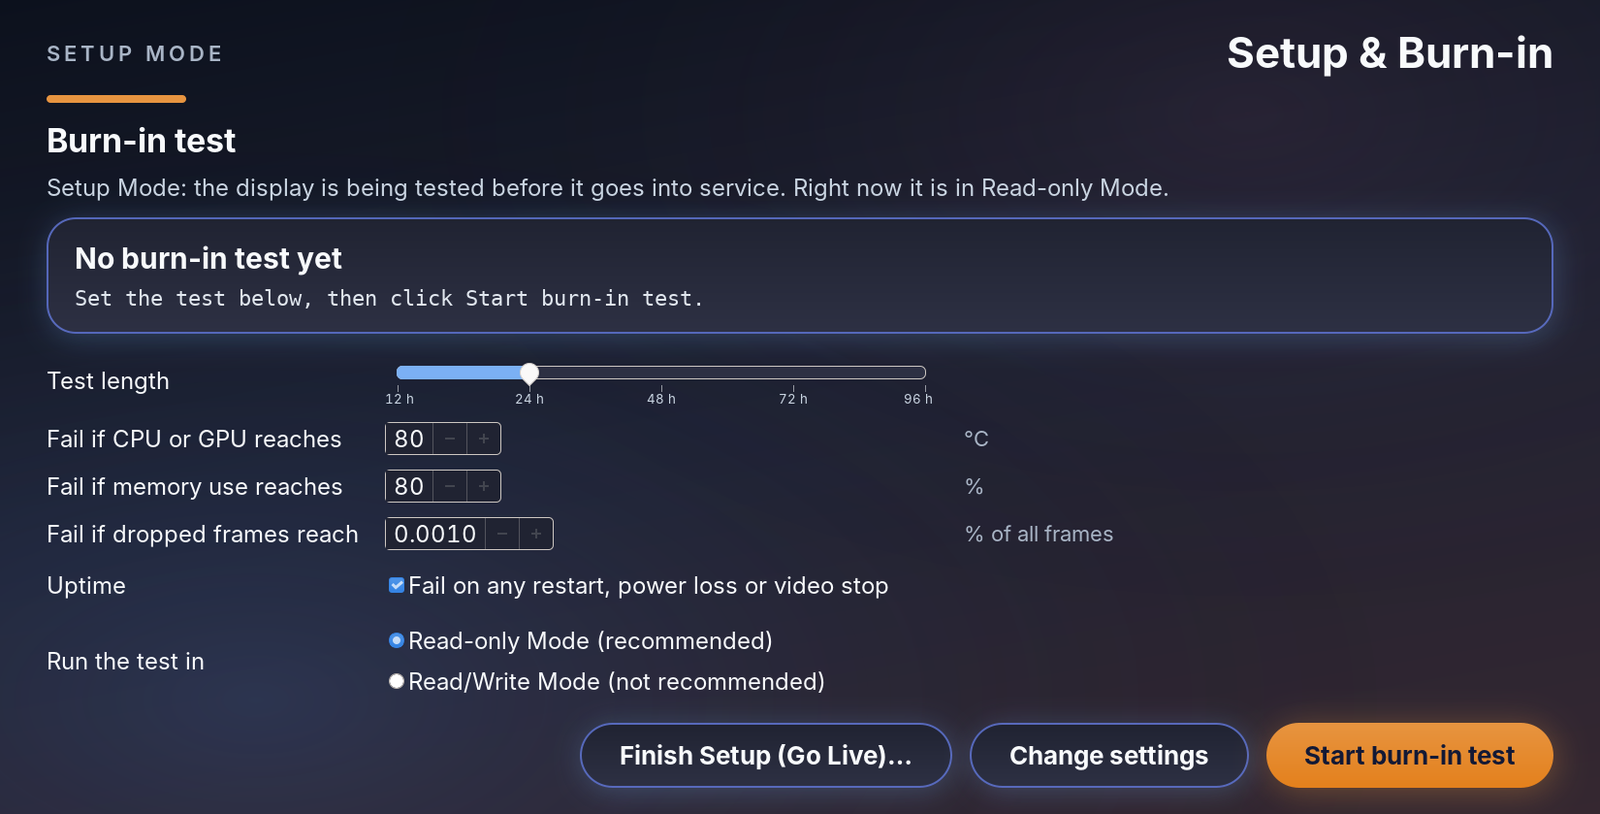 SETUP MODE
Setup & Burn-in
Burn-in test
Setup Mode: the display is being tested before it goes into service. Right now it is in Read-only Mode.
No burn-in test yet
Set the test below, then click Start burn-in test.
Test length
12 h 24 h 48 h 72 h 96 h
Fail if CPU or GPU reaches 80 − + °C
Fail if memory use reaches 80 − + %
Fail if dropped frames reach 0.0010 − + % of all frames
Uptime Fail on any restart, power loss or video stop
Read-only Mode (recommended)
Run the test in
Read/Write Mode (not recommended)
Finish Setup (Go Live)... Change settings Start burn-in test